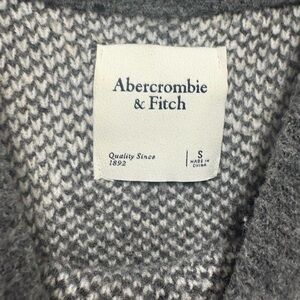 Abercrombie
& Fitch
Quality Since
1892
S
MADE IN
CHINA